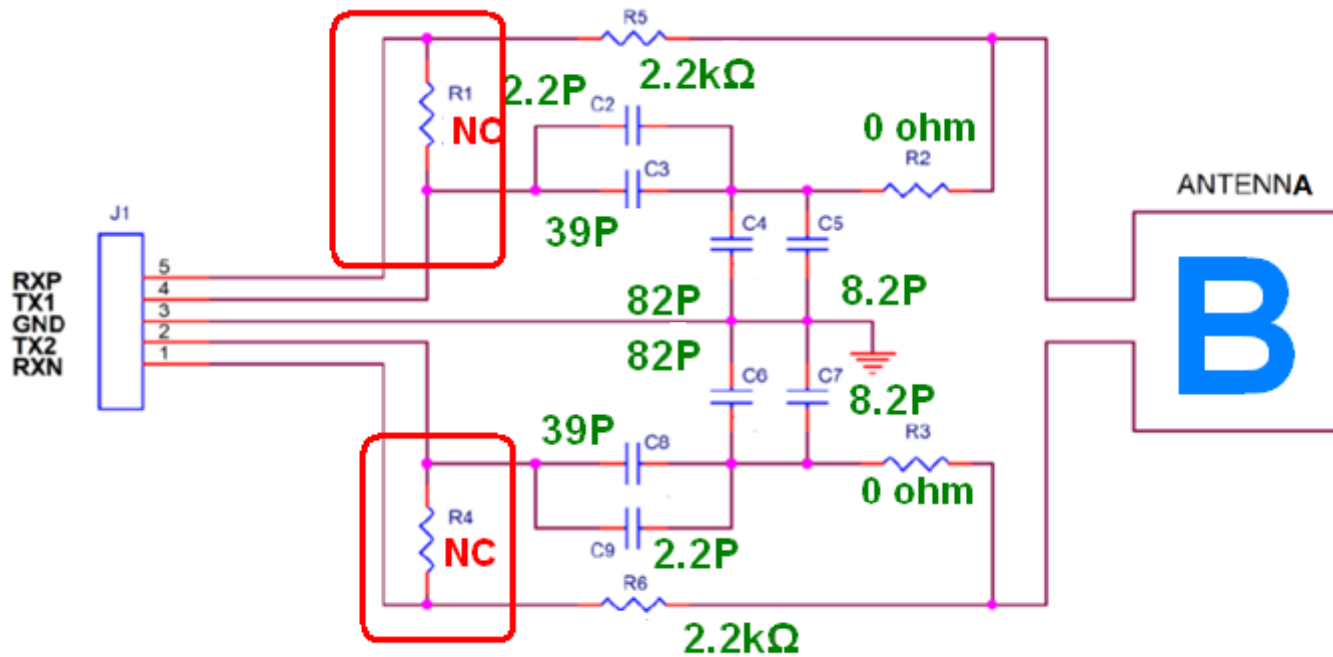 R5
2.2kΩ
R1
NC
2.2P
C2
0 ohm
R2
C3
39P
ANTENNA
J1
C4
C5
B
RXP
5
TX1
4
GND
3
TX2
2
RXN
1
82P
8.2P
82P
C6
C7
8.2P
39P
C8
R3
0 ohm
R4
NC
C9
2.2P
R6
2.2kΩ